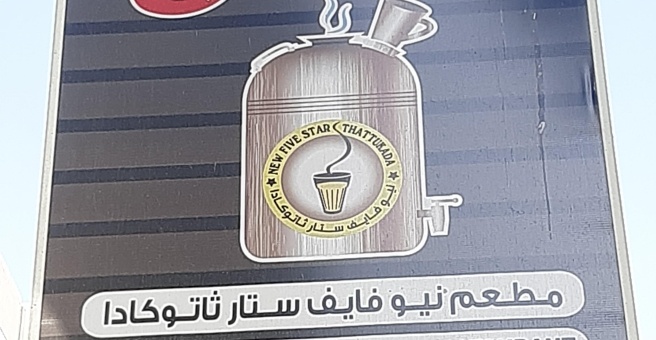 NEW FIVE STAR THATTUKADA
نيو فايف ستار ثاتوكادا
مطعم نيو فايف ستار ثاتوكادا